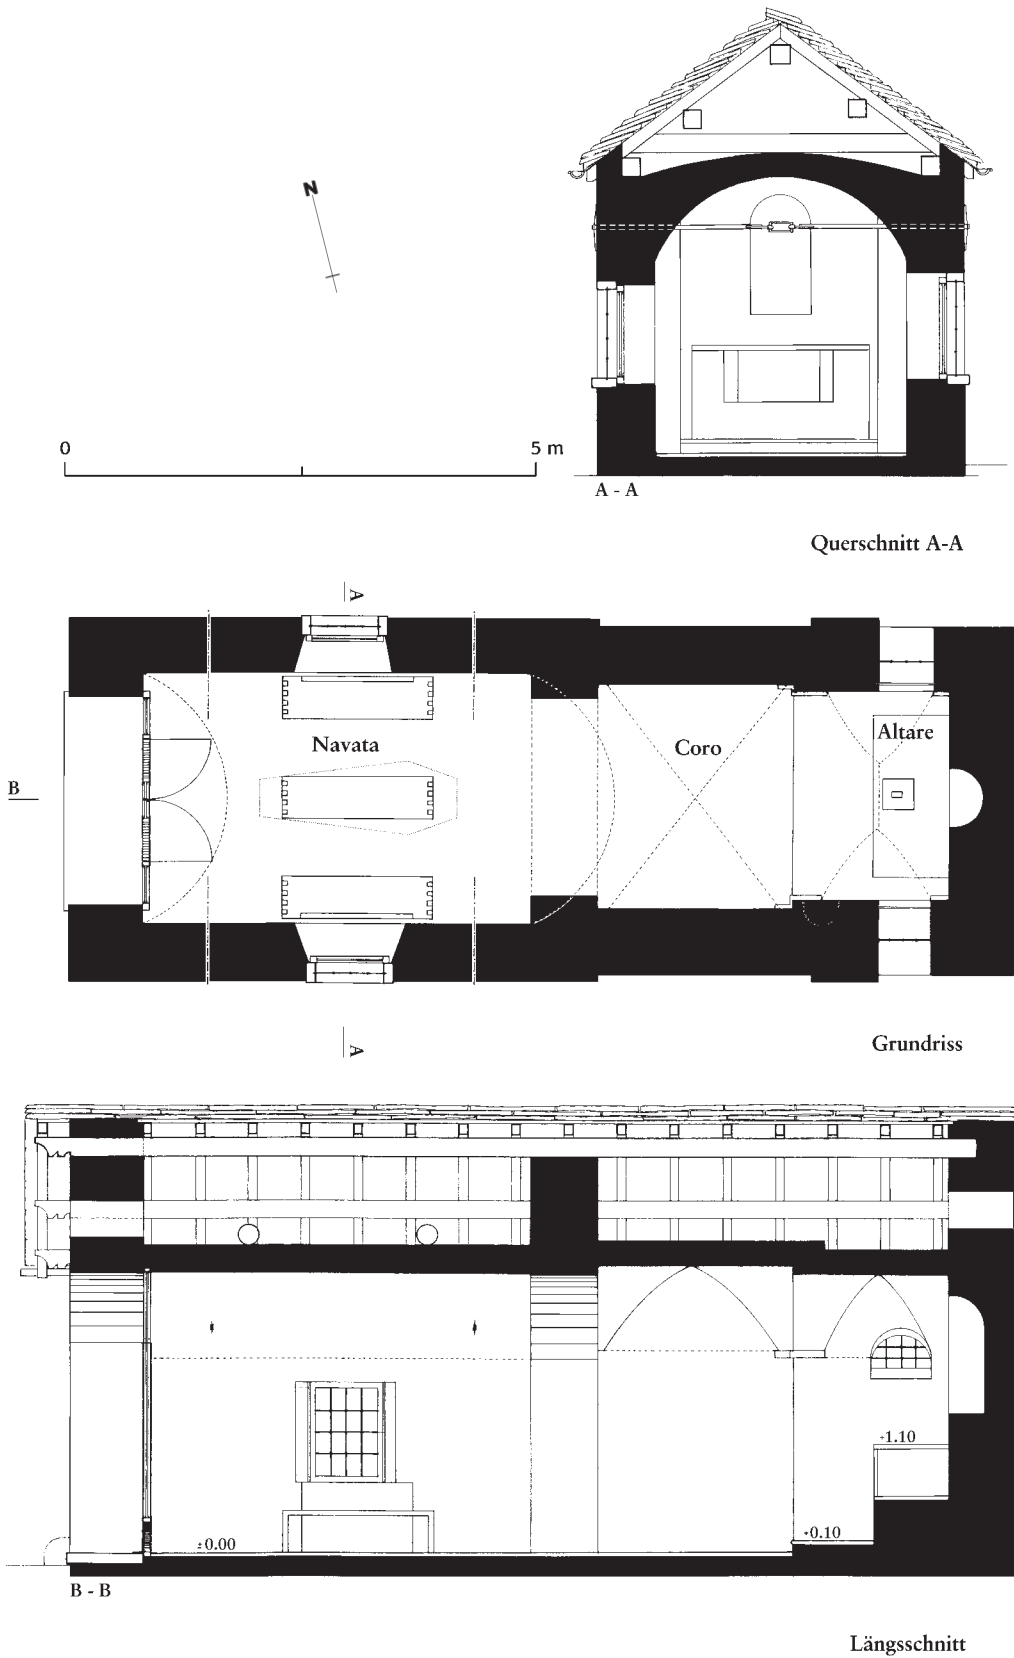 N
0 5 m
A - A
Querschnitt A-A
A
Navata
Coro
Altare
B
A
Grundriss
+1.10
+0.10
±0.00
B - B
Längsschnitt